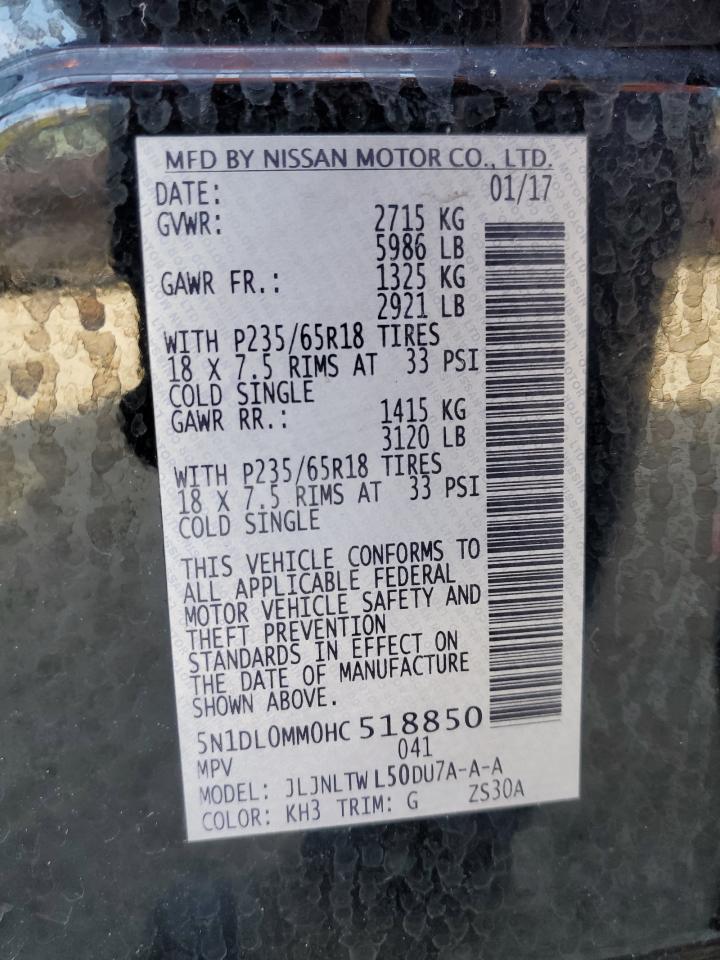 MFD BY NISSAN MOTOR CO., LTD.
DATE: 01/17
GVWR: 2715 KG
5986 LB
GAWR FR.: 1325 KG
2921 LB
WITH P235/65R18 TIRES
18 X 7.5 RIMS AT 33 PSI
COLD SINGLE
GAWR RR.: 1415 KG
3120 LB
WITH P235/65R18 TIRES
18 X 7.5 RIMS AT 33 PSI
COLD SINGLE
THIS VEHICLE CONFORMS TO
ALL APPLICABLE FEDERAL
MOTOR VEHICLE SAFETY AND
THEFT PREVENTION
STANDARDS IN EFFECT ON
THE DATE OF MANUFACTURE
SHOWN ABOVE.
5N1DL0MM0HC 518850
MPV 041
MODEL: JLJNLTWL50DU7A-A-A
COLOR: KH3 TRIM: G ZS30A